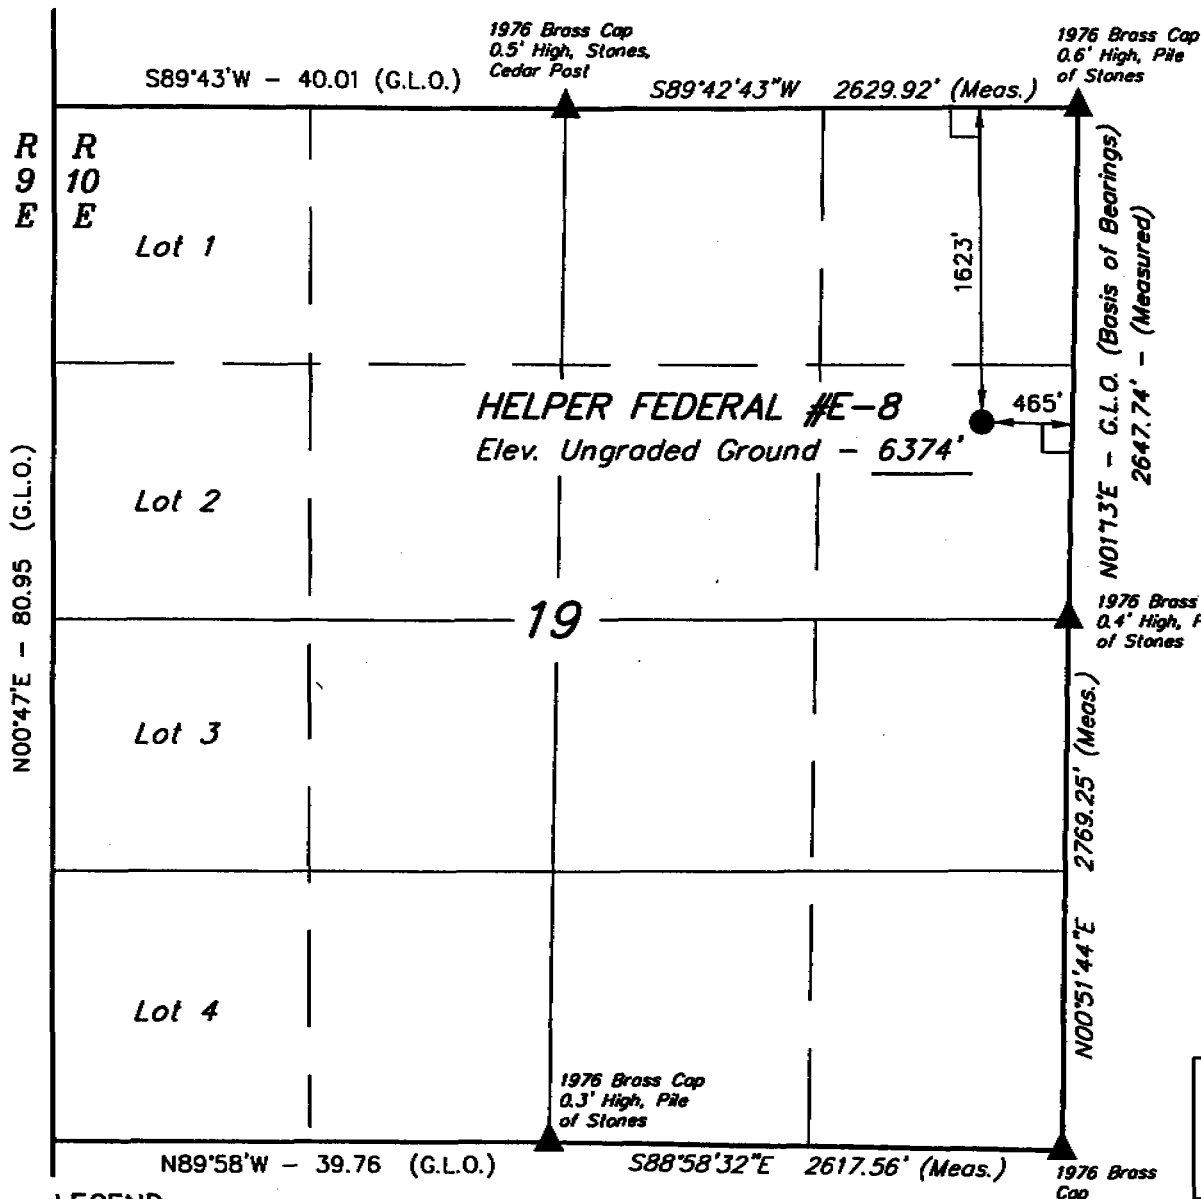 1976 Brass Cap
0.5' High, Stones,
Cedar Post
1976 Brass Cap
0.6' High, Pile
of Stones
S89°43'W - 40.01 (G.L.O.)
S89°42'43"W 2629.92' (Meas.)
R R
9 10
E E
Lot 1
1623'
N01°13'E - G.L.O. (Basis of Bearings)
2647.74' - (Measured)
HELPER FEDERAL #E-8
Elev. Ungraded Ground - 6374'
465'
Lot 2
N00°47'E - 80.95 (G.L.O.)
19
1976 Brass
0.4' High, P
of Stones
Lot 3
N00°51'44"E 2769.25' (Meas.)
Lot 4
1976 Brass Cap
0.3' High, Pile
of Stones
N89°58'W - 39.76 (G.L.O.)
S88°58'32"E 2617.56' (Meas.)
1976 Brass
Cap
LEGEND